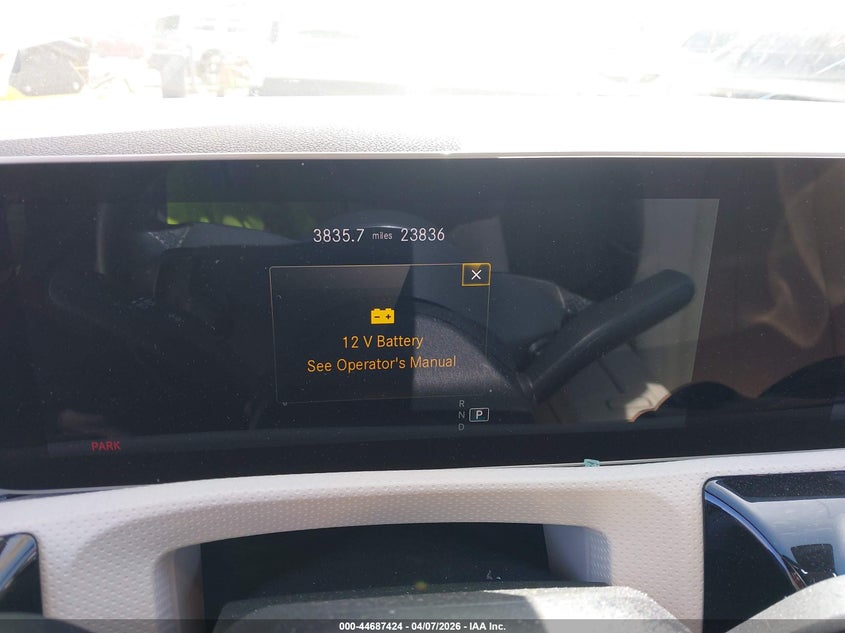 3835.7 miles 23836
12 V Battery
See Operator's Manual
R
N P
D
PARK
000-44687424 - 04/07/2026 - IAA Inc.